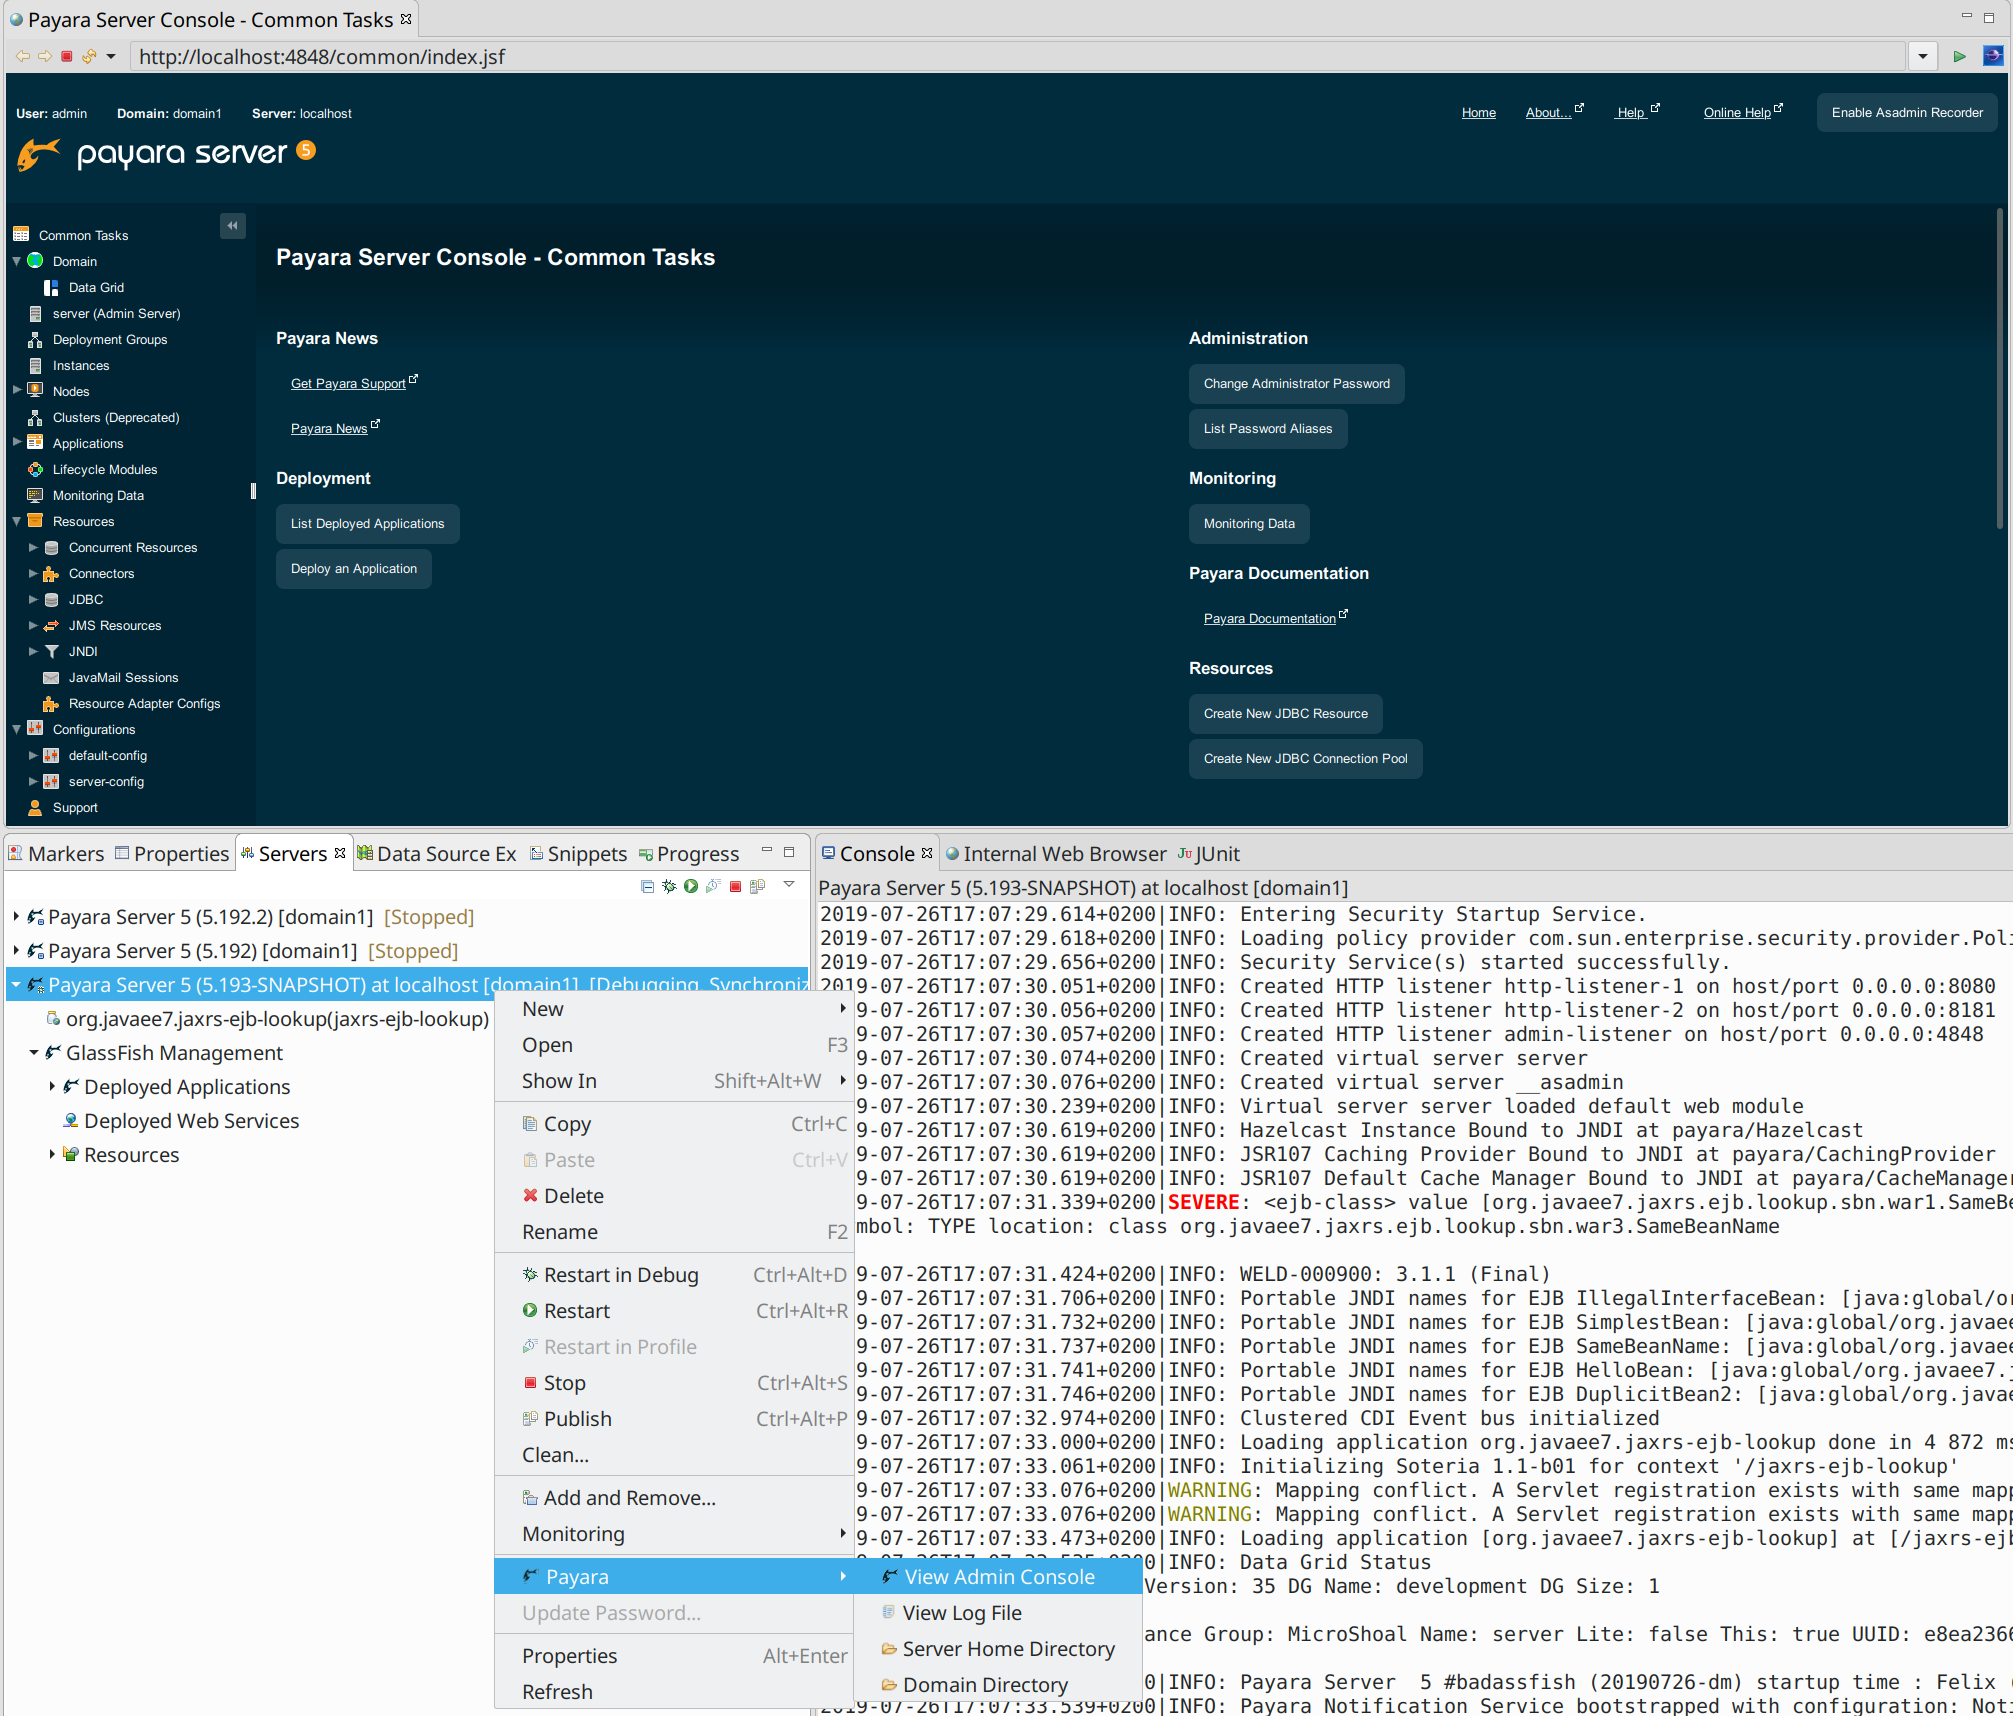 Payara Server Console - Common Tasks
http://localhost:4848/common/index.jsf
User: admin Domain: domain1 Server: localhost
Home About... Help Online Help Enable Asadmin Recorder
payara server 5
Common Tasks
Domain
Data Grid
server (Admin Server)
Deployment Groups
Instances
Nodes
Clusters (Deprecated)
Applications
Lifecycle Modules
Monitoring Data
Resources
Concurrent Resources
Connectors
JDBC
JMS Resources
JNDI
JavaMail Sessions
Resource Adapter Configs
Configurations
default-config
server-config
Support
Payara Server Console - Common Tasks
Payara News
Get Payara Support
Payara News
Deployment
List Deployed Applications
Deploy an Application
Administration
Change Administrator Password
List Password Aliases
Monitoring
Monitoring Data
Payara Documentation
Payara Documentation
Resources
Create New JDBC Resource
Create New JDBC Connection Pool
Markers Properties Servers Data Source Ex Snippets Progress
Payara Server 5 (5.192.2) [domain1] [Stopped]
Payara Server 5 (5.192) [domain1] [Stopped]
Payara Server 5 (5.193-SNAPSHOT) at localhost [domain1] [Debugging, Synchroniz
org.javaee7.jaxrs-ejb-lookup(jaxrs-ejb-lookup)
GlassFish Management
Deployed Applications
Deployed Web Services
Resources
New
Open F3
Show In Shift+Alt+W
Copy Ctrl+C
Paste Ctrl+V
Delete
Rename F2
Restart in Debug Ctrl+Alt+D
Restart Ctrl+Alt+R
Restart in Profile
Stop Ctrl+Alt+S
Publish Ctrl+Alt+P
Clean...
Add and Remove...
Monitoring
Payara
Update Password...
Properties Alt+Enter
Refresh
View Admin Console
View Log File
Server Home Directory
Domain Directory
Console Internal Web Browser JUnit
Payara Server 5 (5.193-SNAPSHOT) at localhost [domain1]
2019-07-26T17:07:29.614+0200|INFO: Entering Security Startup Service.
2019-07-26T17:07:29.618+0200|INFO: Loading policy provider com.sun.enterprise.security.provider.Poli
2019-07-26T17:07:29.656+0200|INFO: Security Service(s) started successfully.
2019-07-26T17:07:30.051+0200|INFO: Created HTTP listener http-listener-1 on host/port 0.0.0.0:8080
9-07-26T17:07:30.056+0200|INFO: Created HTTP listener http-listener-2 on host/port 0.0.0.0:8181
9-07-26T17:07:30.057+0200|INFO: Created HTTP listener admin-listener on host/port 0.0.0.0:4848
9-07-26T17:07:30.074+0200|INFO: Created virtual server server
9-07-26T17:07:30.076+0200|INFO: Created virtual server __asadmin
9-07-26T17:07:30.239+0200|INFO: Virtual server server loaded default web module
9-07-26T17:07:30.619+0200|INFO: Hazelcast Instance Bound to JNDI at payara/Hazelcast
9-07-26T17:07:30.619+0200|INFO: JSR107 Caching Provider Bound to JNDI at payara/CachingProvider
9-07-26T17:07:30.619+0200|INFO: JSR107 Default Cache Manager Bound to JNDI at payara/CacheManager
9-07-26T17:07:31.339+0200|SEVERE: <ejb-class> value [org.javaee7.jaxrs.ejb.lookup.sbn.war1.SameBe
mbol: TYPE location: class org.javaee7.jaxrs.ejb.lookup.sbn.war3.SameBeanName
9-07-26T17:07:31.424+0200|INFO: WELD-000900: 3.1.1 (Final)
9-07-26T17:07:31.706+0200|INFO: Portable JNDI names for EJB IllegalInterfaceBean: [java:global/or
9-07-26T17:07:31.732+0200|INFO: Portable JNDI names for EJB SimplestBean: [java:global/org.javaee
9-07-26T17:07:31.737+0200|INFO: Portable JNDI names for EJB SameBeanName: [java:global/org.javaee
9-07-26T17:07:31.741+0200|INFO: Portable JNDI names for EJB HelloBean: [java:global/org.javaee7.j
9-07-26T17:07:31.746+0200|INFO: Portable JNDI names for EJB DuplicitBean2: [java:global/org.javae
9-07-26T17:07:32.974+0200|INFO: Clustered CDI Event bus initialized
9-07-26T17:07:33.000+0200|INFO: Loading application org.javaee7.jaxrs-ejb-lookup done in 4 872 ms
9-07-26T17:07:33.061+0200|INFO: Initializing Soteria 1.1-b01 for context '/jaxrs-ejb-lookup'
9-07-26T17:07:33.076+0200|WARNING: Mapping conflict. A Servlet registration exists with same mapp
9-07-26T17:07:33.076+0200|WARNING: Mapping conflict. A Servlet registration exists with same mapp
9-07-26T17:07:33.473+0200|INFO: Loading application [org.javaee7.jaxrs-ejb-lookup] at [/jaxrs-ejb
9-07-26T17:07:33.535+0200|INFO: Data Grid Status
Version: 35 DG Name: development DG Size: 1
ance Group: MicroShoal Name: server Lite: false This: true UUID: e8ea2366
0|INFO: Payara Server  5 #badassfish (20190726-dm) startup time : Felix (
2019-07-26T17:07:33.539+0200|INFO: Payara Notification Service bootstrapped with configuration: Noti